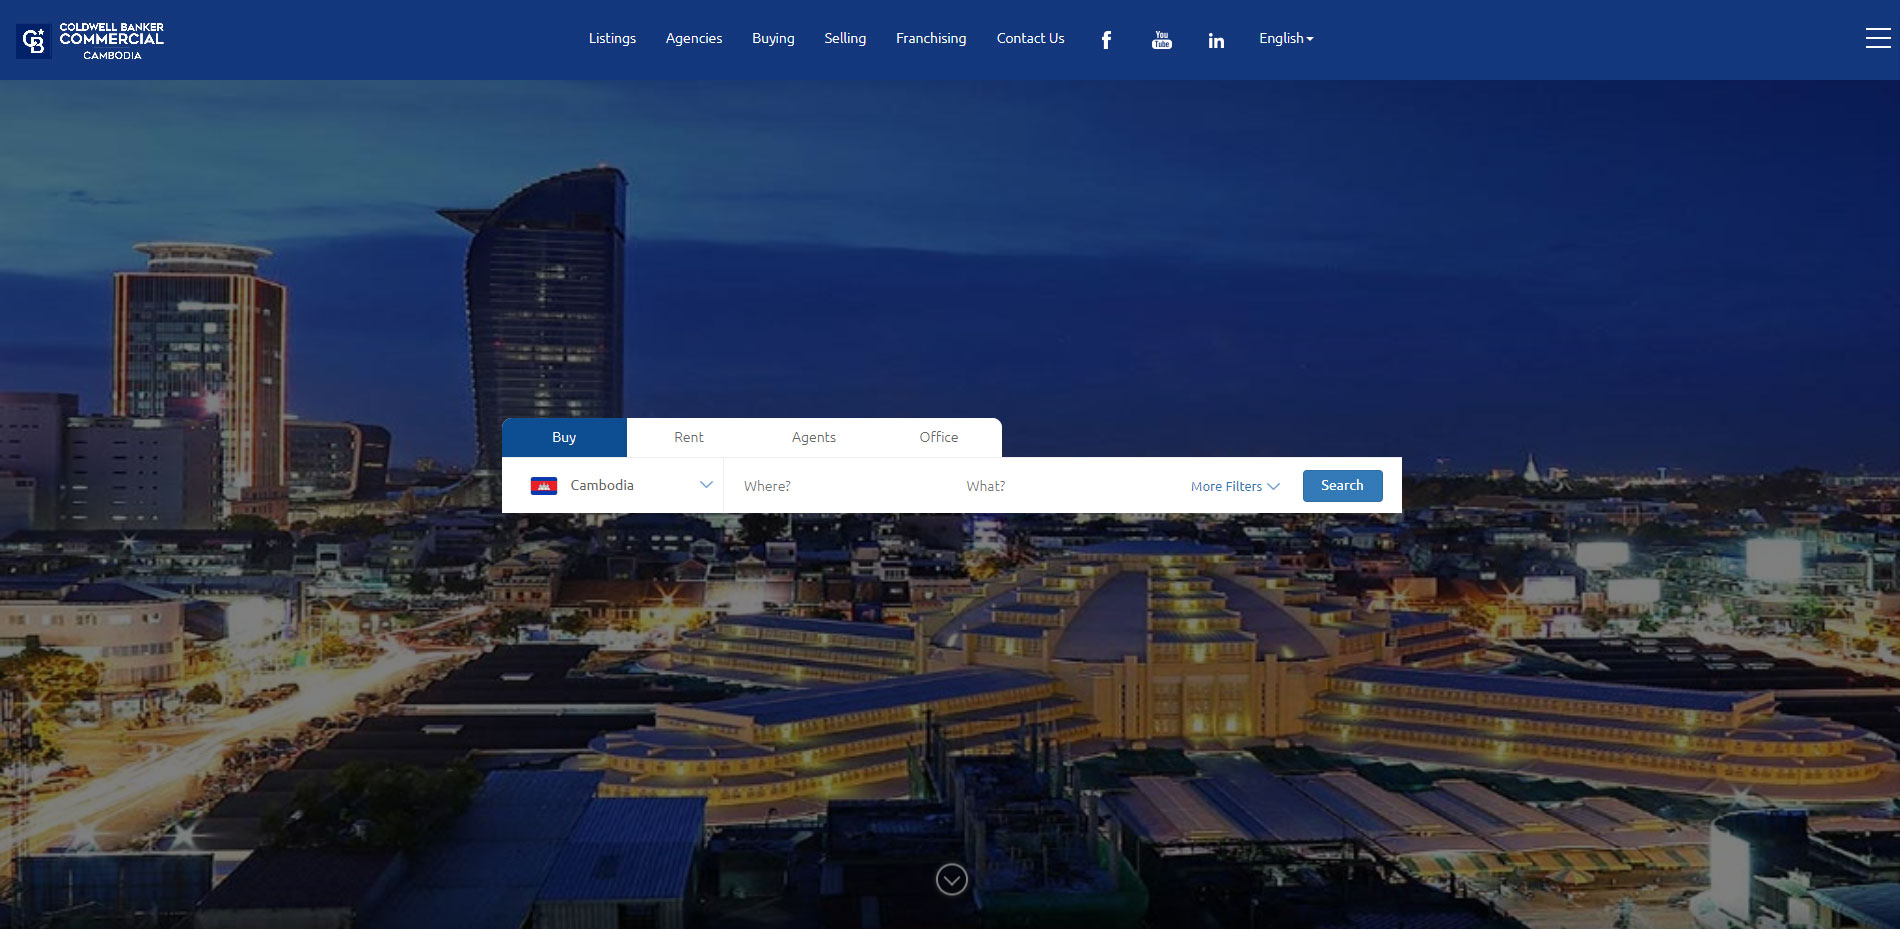 COLDWELL BANKER
COMMERCIAL
CAMBODIA
CB
Listings Agencies Buying Selling Franchising Contact Us f You Tube in English
Buy Rent Agents Office
Cambodia Where? What? More Filters Search